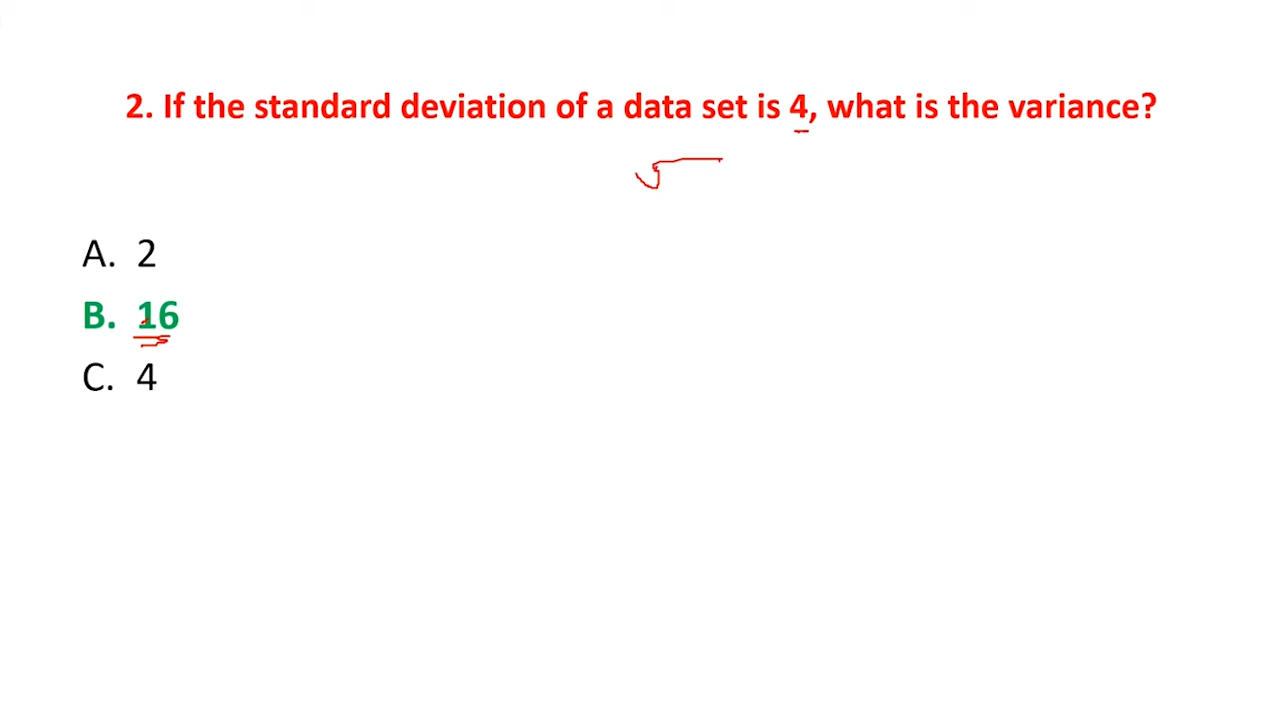 2. If the standard deviation of a data set is 4, what is the variance?
√
A. 2
B. 16
C. 4